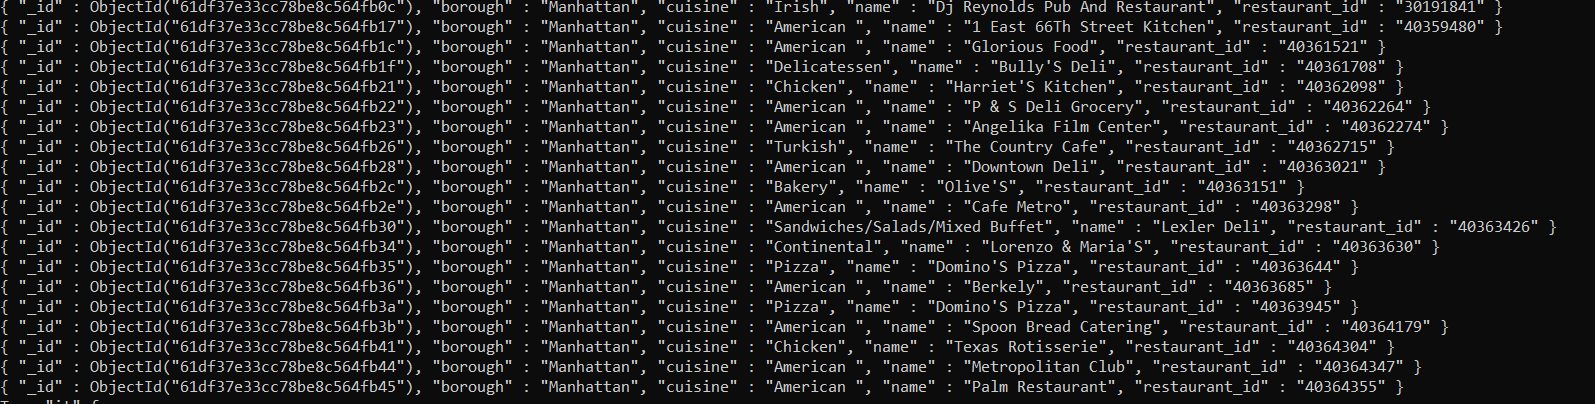 { "_id" : ObjectId("61df37e33cc78be8c564fb0c"), "borough" : "Manhattan", "cuisine" : "Irish", "name" : "Dj Reynolds Pub And Restaurant", "restaurant_id" : "30191841" }
{ "_id" : ObjectId("61df37e33cc78be8c564fb17"), "borough" : "Manhattan", "cuisine" : "American ", "name" : "1 East 66Th Street Kitchen", "restaurant_id" : "40359480" }
{ "_id" : ObjectId("61df37e33cc78be8c564fb1c"), "borough" : "Manhattan", "cuisine" : "American ", "name" : "Glorious Food", "restaurant_id" : "40361521" }
{ "_id" : ObjectId("61df37e33cc78be8c564fb1f"), "borough" : "Manhattan", "cuisine" : "Delicatessen", "name" : "Bully'S Deli", "restaurant_id" : "40361708" }
{ "_id" : ObjectId("61df37e33cc78be8c564fb21"), "borough" : "Manhattan", "cuisine" : "Chicken", "name" : "Harriet'S Kitchen", "restaurant_id" : "40362098" }
{ "_id" : ObjectId("61df37e33cc78be8c564fb22"), "borough" : "Manhattan", "cuisine" : "American ", "name" : "P & S Deli Grocery", "restaurant_id" : "40362264" }
{ "_id" : ObjectId("61df37e33cc78be8c564fb23"), "borough" : "Manhattan", "cuisine" : "American ", "name" : "Angelika Film Center", "restaurant_id" : "40362274" }
{ "_id" : ObjectId("61df37e33cc78be8c564fb26"), "borough" : "Manhattan", "cuisine" : "Turkish", "name" : "The Country Cafe", "restaurant_id" : "40362715" }
{ "_id" : ObjectId("61df37e33cc78be8c564fb28"), "borough" : "Manhattan", "cuisine" : "American ", "name" : "Downtown Deli", "restaurant_id" : "40363021" }
{ "_id" : ObjectId("61df37e33cc78be8c564fb2c"), "borough" : "Manhattan", "cuisine" : "Bakery", "name" : "Olive'S", "restaurant_id" : "40363151" }
{ "_id" : ObjectId("61df37e33cc78be8c564fb2e"), "borough" : "Manhattan", "cuisine" : "American ", "name" : "Cafe Metro", "restaurant_id" : "40363298" }
{ "_id" : ObjectId("61df37e33cc78be8c564fb30"), "borough" : "Manhattan", "cuisine" : "Sandwiches/Salads/Mixed Buffet", "name" : "Lexler Deli", "restaurant_id" : "40363426" }
{ "_id" : ObjectId("61df37e33cc78be8c564fb34"), "borough" : "Manhattan", "cuisine" : "Continental", "name" : "Lorenzo & Maria'S", "restaurant_id" : "40363630" }
{ "_id" : ObjectId("61df37e33cc78be8c564fb35"), "borough" : "Manhattan", "cuisine" : "Pizza", "name" : "Domino'S Pizza", "restaurant_id" : "40363644" }
{ "_id" : ObjectId("61df37e33cc78be8c564fb36"), "borough" : "Manhattan", "cuisine" : "American ", "name" : "Berkely", "restaurant_id" : "40363685" }
{ "_id" : ObjectId("61df37e33cc78be8c564fb3a"), "borough" : "Manhattan", "cuisine" : "Pizza", "name" : "Domino'S Pizza", "restaurant_id" : "40363945" }
{ "_id" : ObjectId("61df37e33cc78be8c564fb3b"), "borough" : "Manhattan", "cuisine" : "American ", "name" : "Spoon Bread Catering", "restaurant_id" : "40364179" }
{ "_id" : ObjectId("61df37e33cc78be8c564fb41"), "borough" : "Manhattan", "cuisine" : "Chicken", "name" : "Texas Rotisserie", "restaurant_id" : "40364304" }
{ "_id" : ObjectId("61df37e33cc78be8c564fb44"), "borough" : "Manhattan", "cuisine" : "American ", "name" : "Metropolitan Club", "restaurant_id" : "40364347" }
{ "_id" : ObjectId("61df37e33cc78be8c564fb45"), "borough" : "Manhattan", "cuisine" : "American ", "name" : "Palm Restaurant", "restaurant_id" : "40364355" }